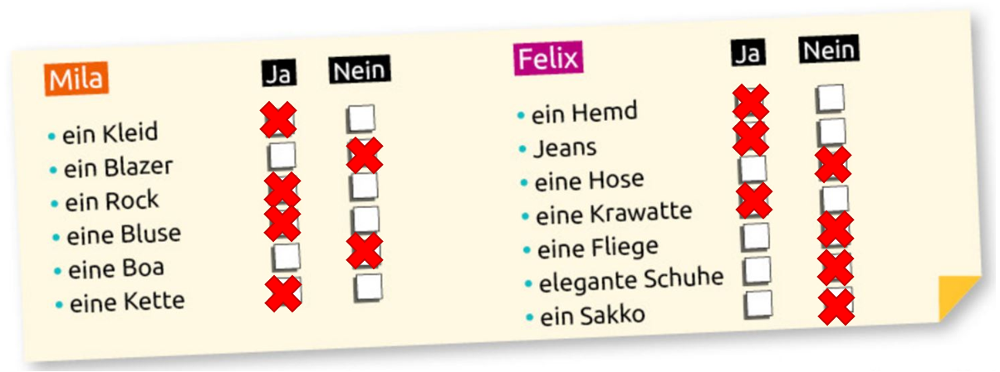 Mila Ja Nein
• ein Kleid
• ein Blazer
• ein Rock
• eine Bluse
• eine Boa
• eine Kette
Felix Ja Nein
• ein Hemd
• Jeans
• eine Hose
• eine Krawatte
• eine Fliege
• elegante Schuhe
• ein Sakko